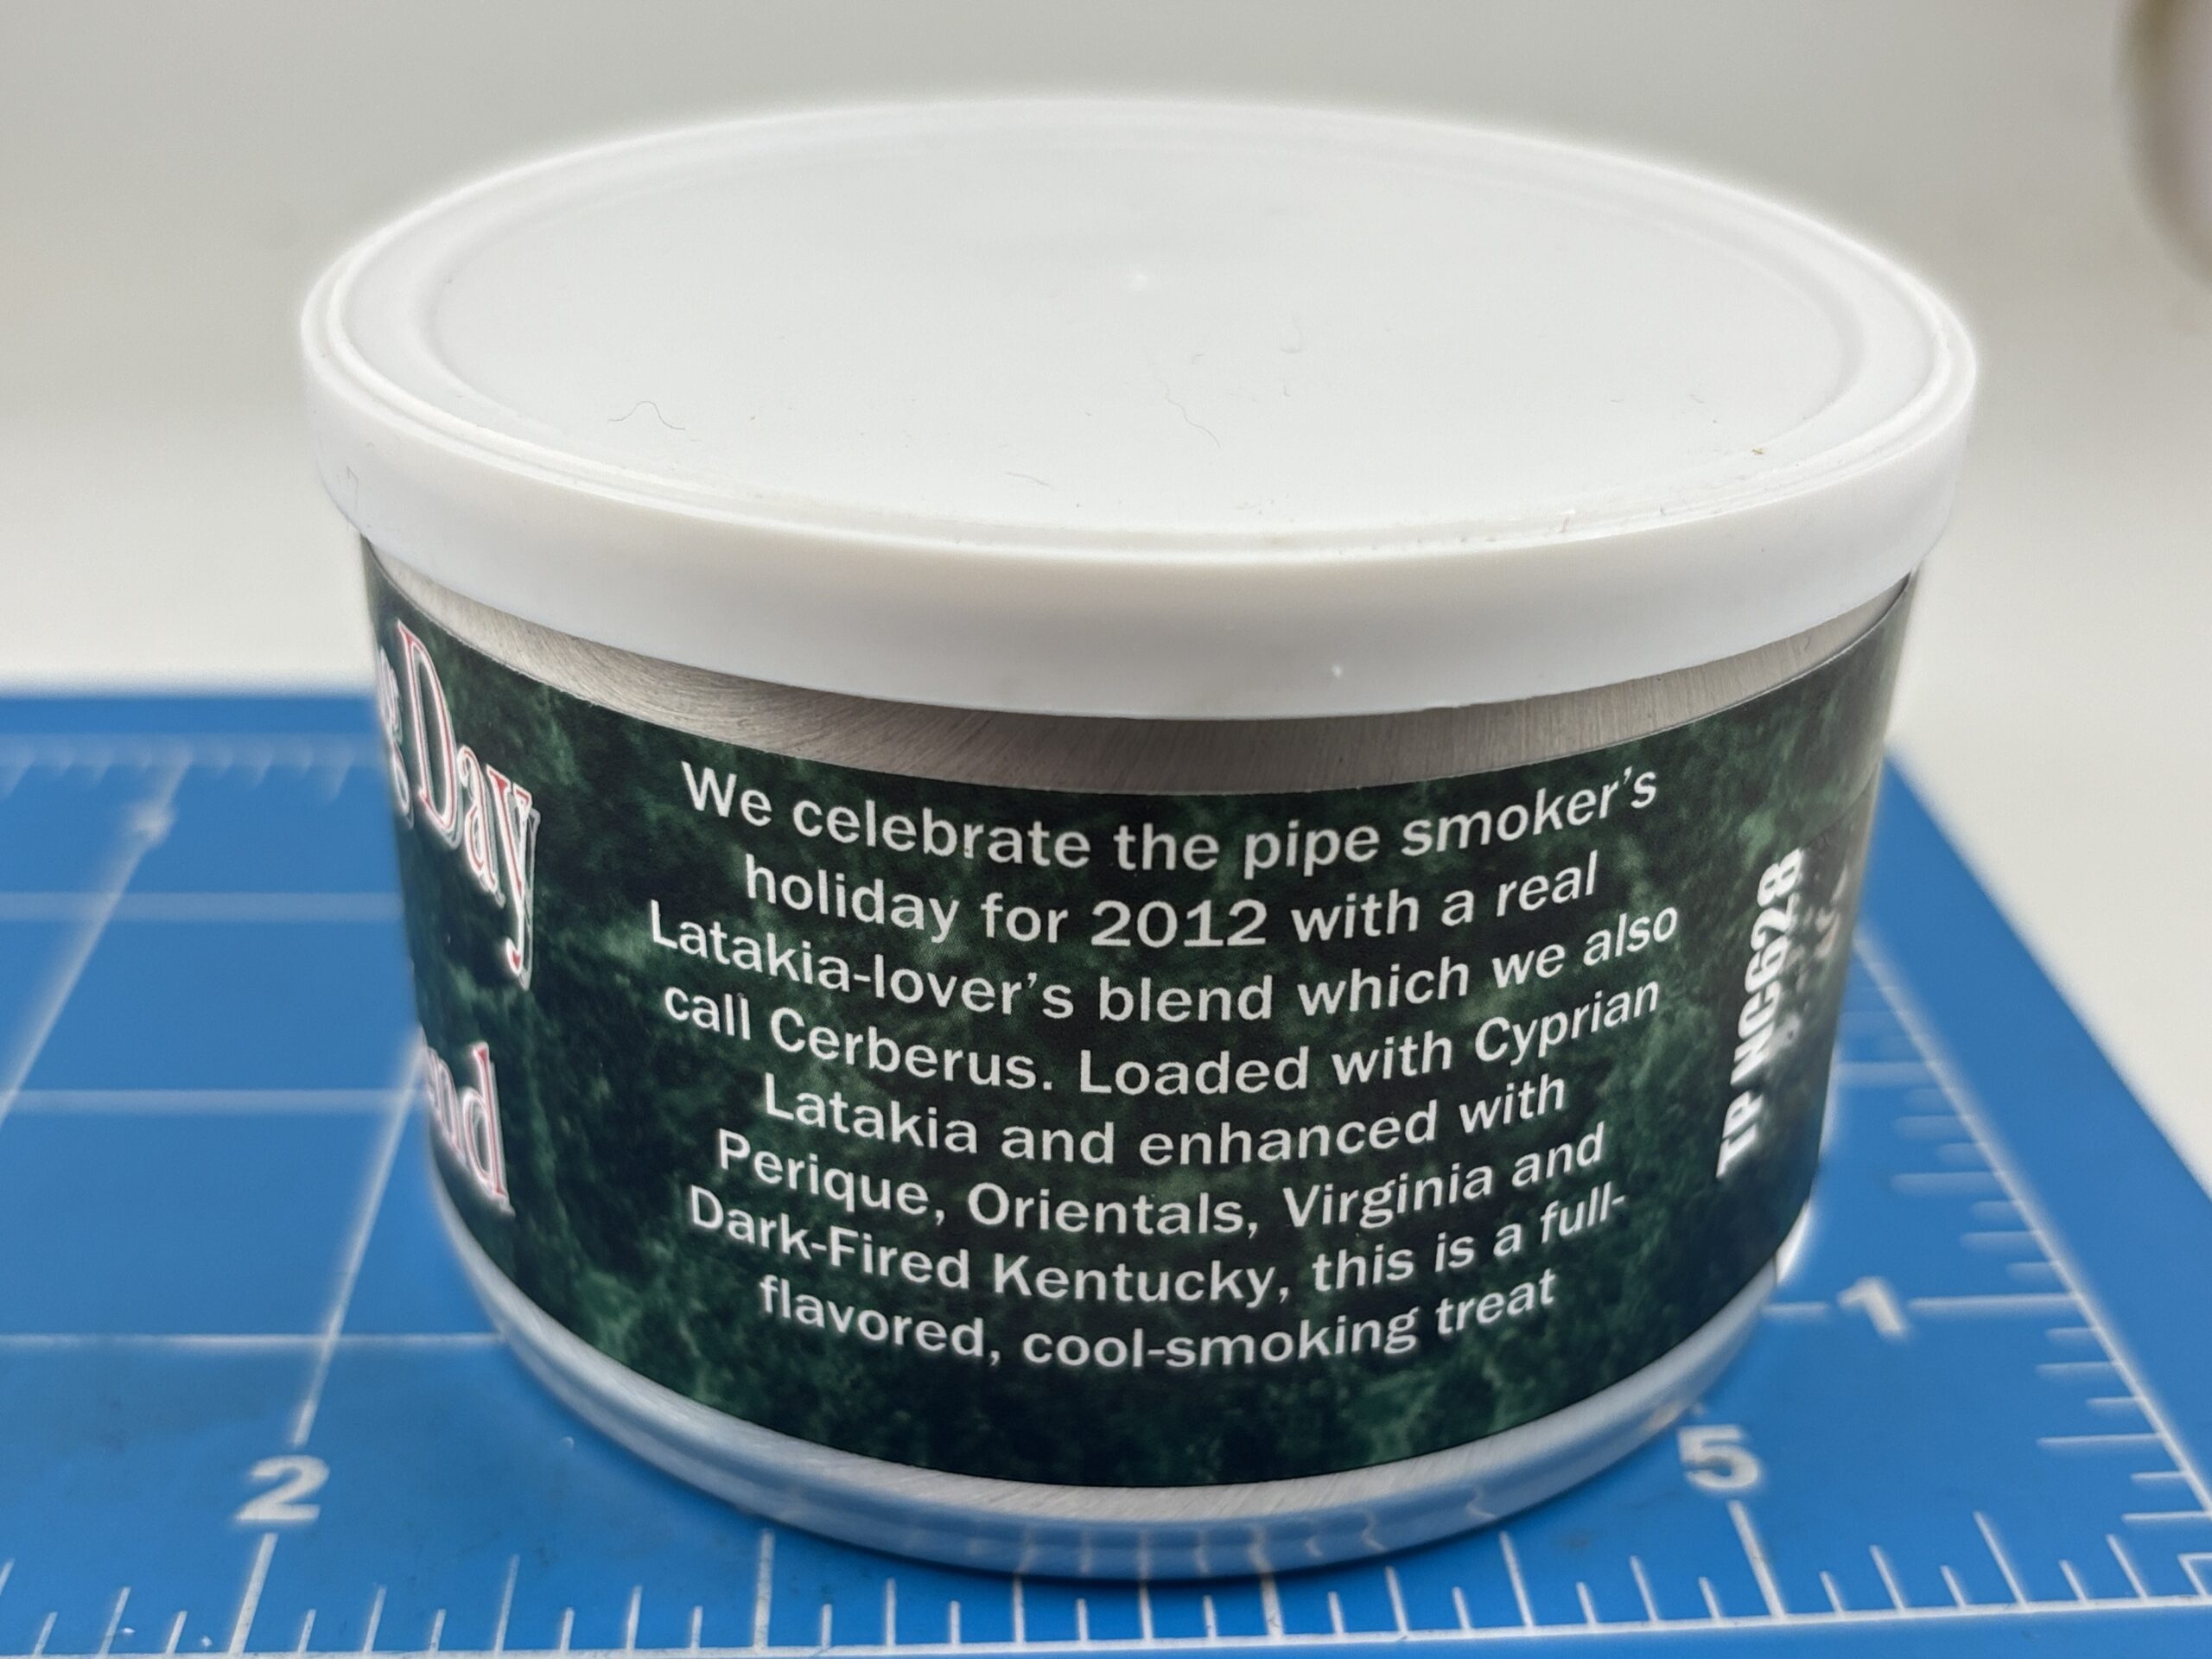 Day
We celebrate the pipe smoker's
holiday for 2012 with a real
Latakia-lover's blend which we also
call Cerberus. Loaded with Cyprian
Latakia and enhanced with
Perique, Orientals, Virginia and
Dark-Fired Kentucky, this is a full-
flavored, cool-smoking treat
TP NC628
1
2
5